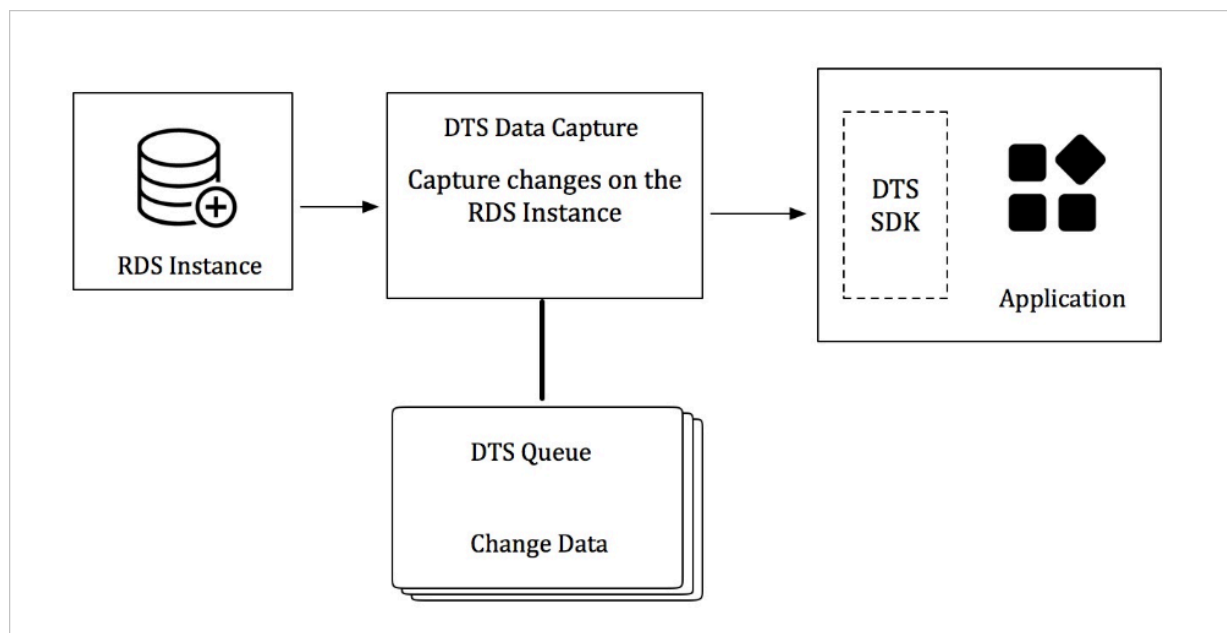 RDS Instance
DTS Data Capture
Capture changes on the
RDS Instance
DTS
SDK
Application
DTS Queue
Change Data